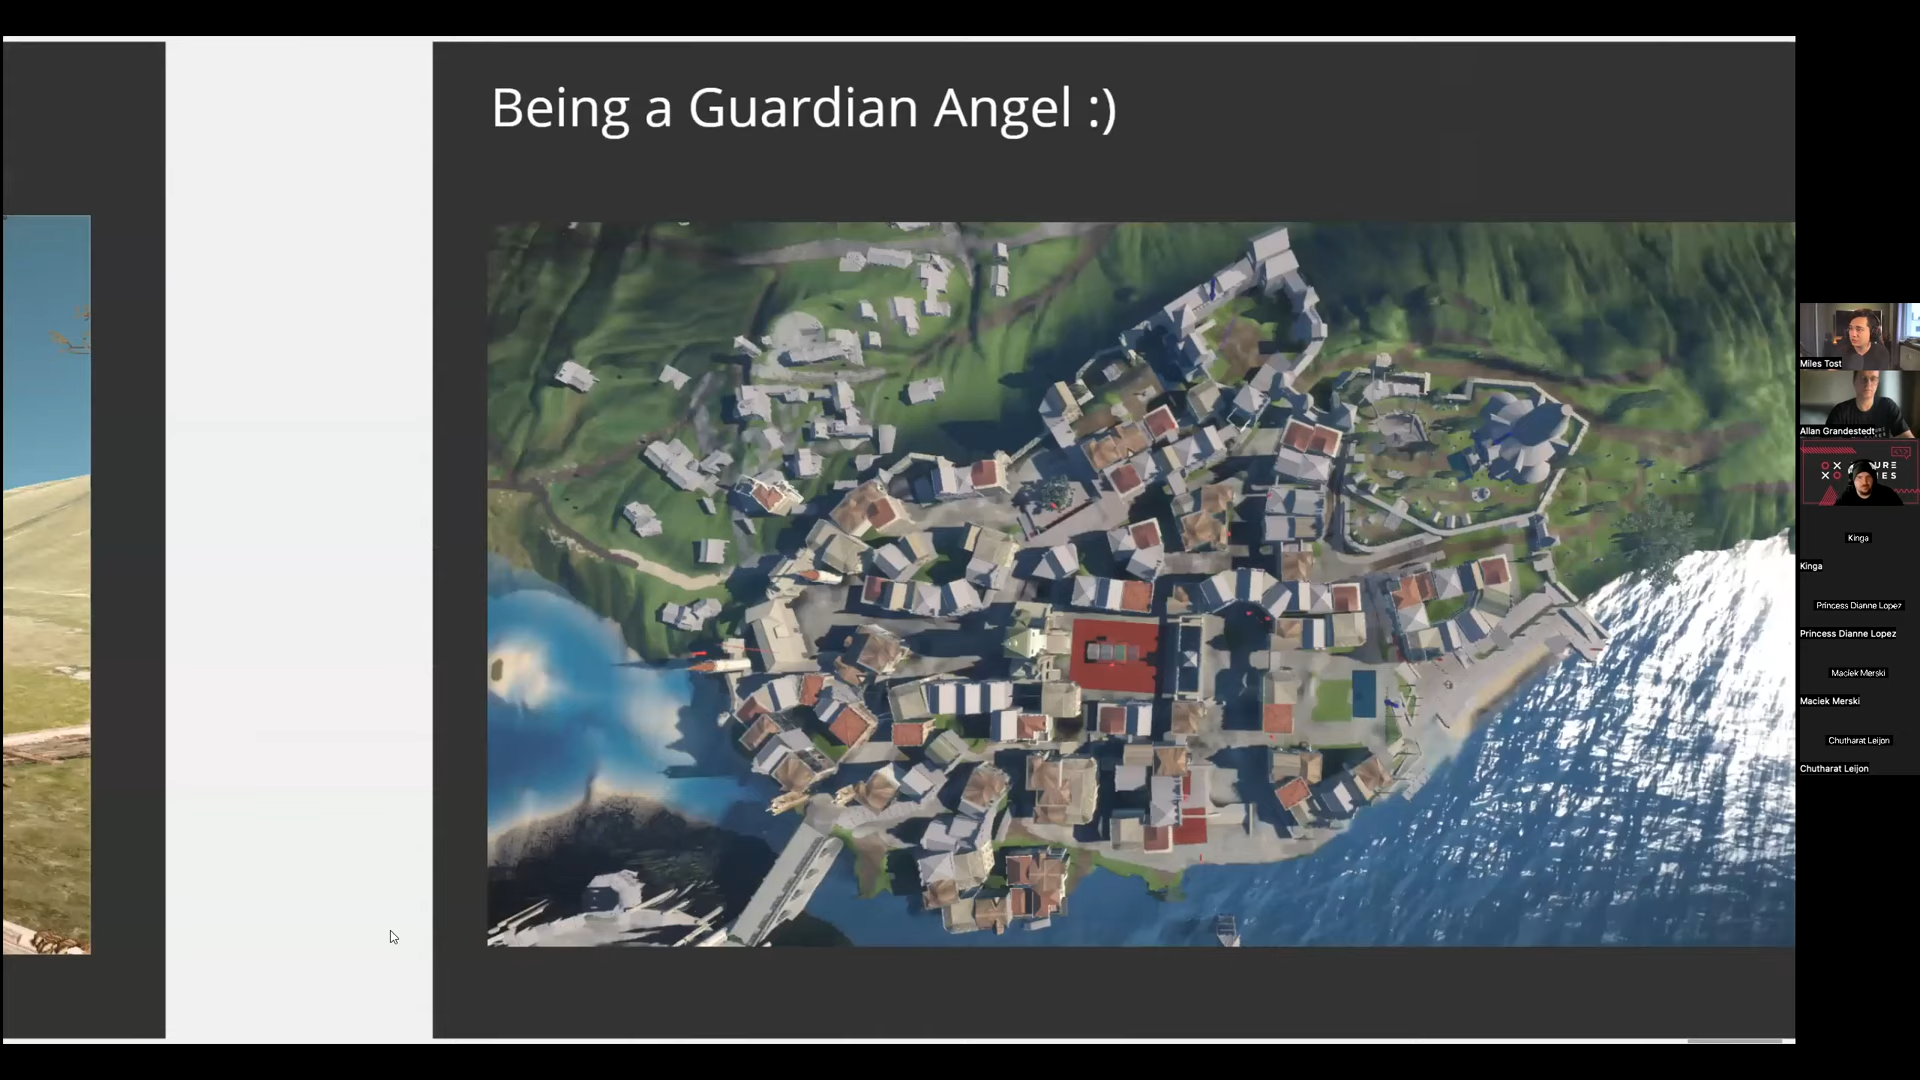 Being a Guardian Angel :)
Miles Tost
Allan Grandestedt
Kinga
Kinga
Princess Dianne Lopez
Princess Dianne Lopez
Maciek Merski
Maciek Merski
Chutharat Leijon
Chutharat Leijon